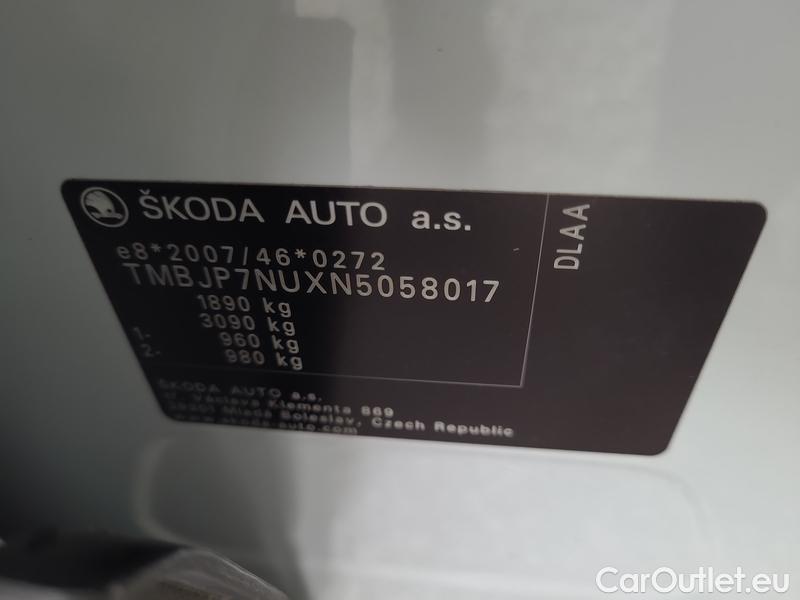 ŠKODA AUTO a.s.
e8*2007/46*0272
TMBJP7NUXN5058017
1890 kg
3090 kg
1- 960 kg
2- 980 kg
DLAA
ŠKODA AUTO a.s.
tř. Václava Klementa 869
29301 Mladá Boleslav, Czech Republic
www.skoda-auto.com
CarOutlet.eu